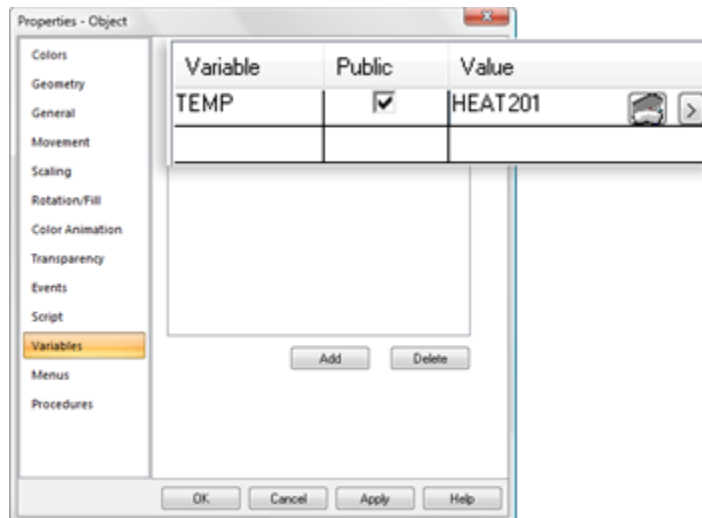 Properties - Object
Colors
Geometry
General
Movement
Scaling
Rotation/Fill
Color Animation
Transparency
Events
Script
Variables
Menus
Procedures
Variable Public Value
TEMP HEAT201 >
Add Delete
OK Cancel Apply Help